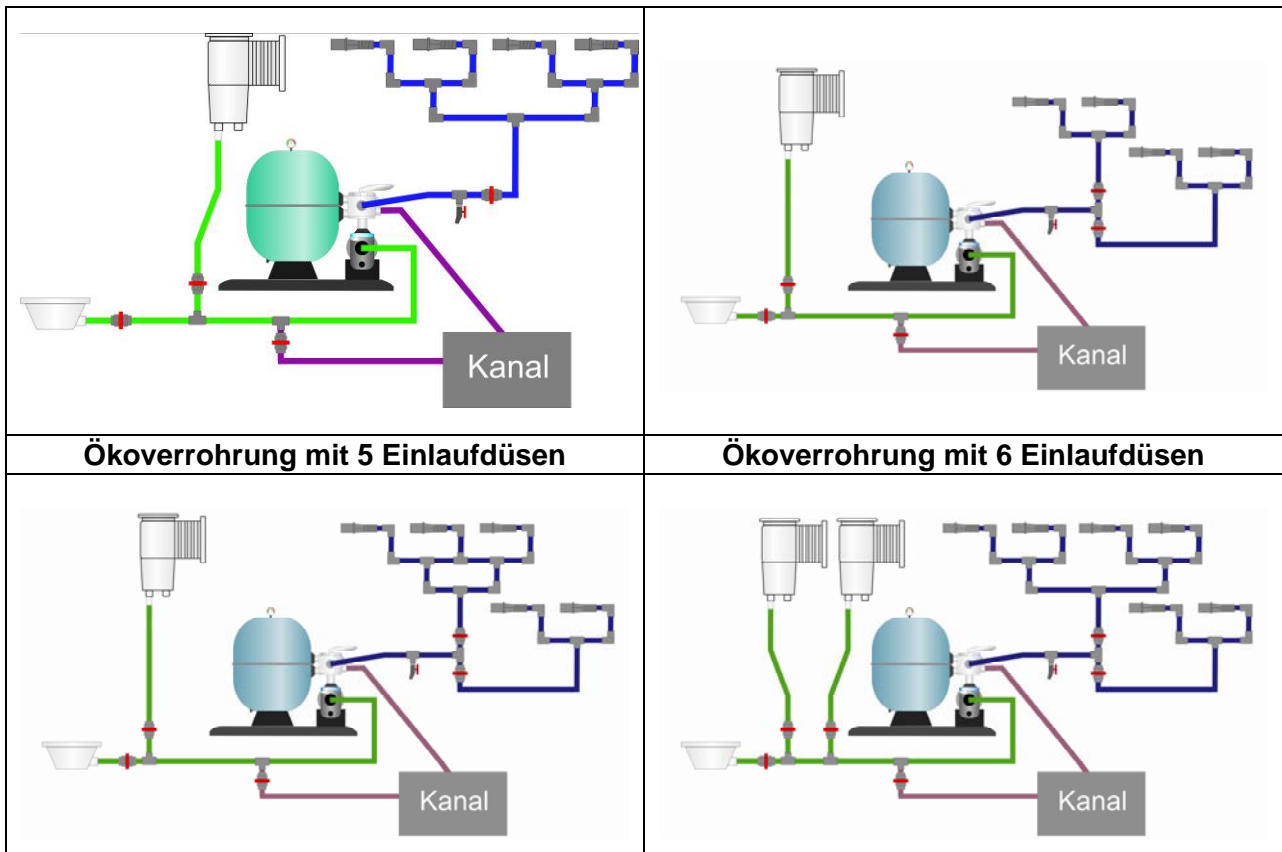 Kanal
Kanal
Ökoverrohrung mit 5 Einlaufdüsen
Ökoverrohrung mit 6 Einlaufdüsen
Kanal
Kanal